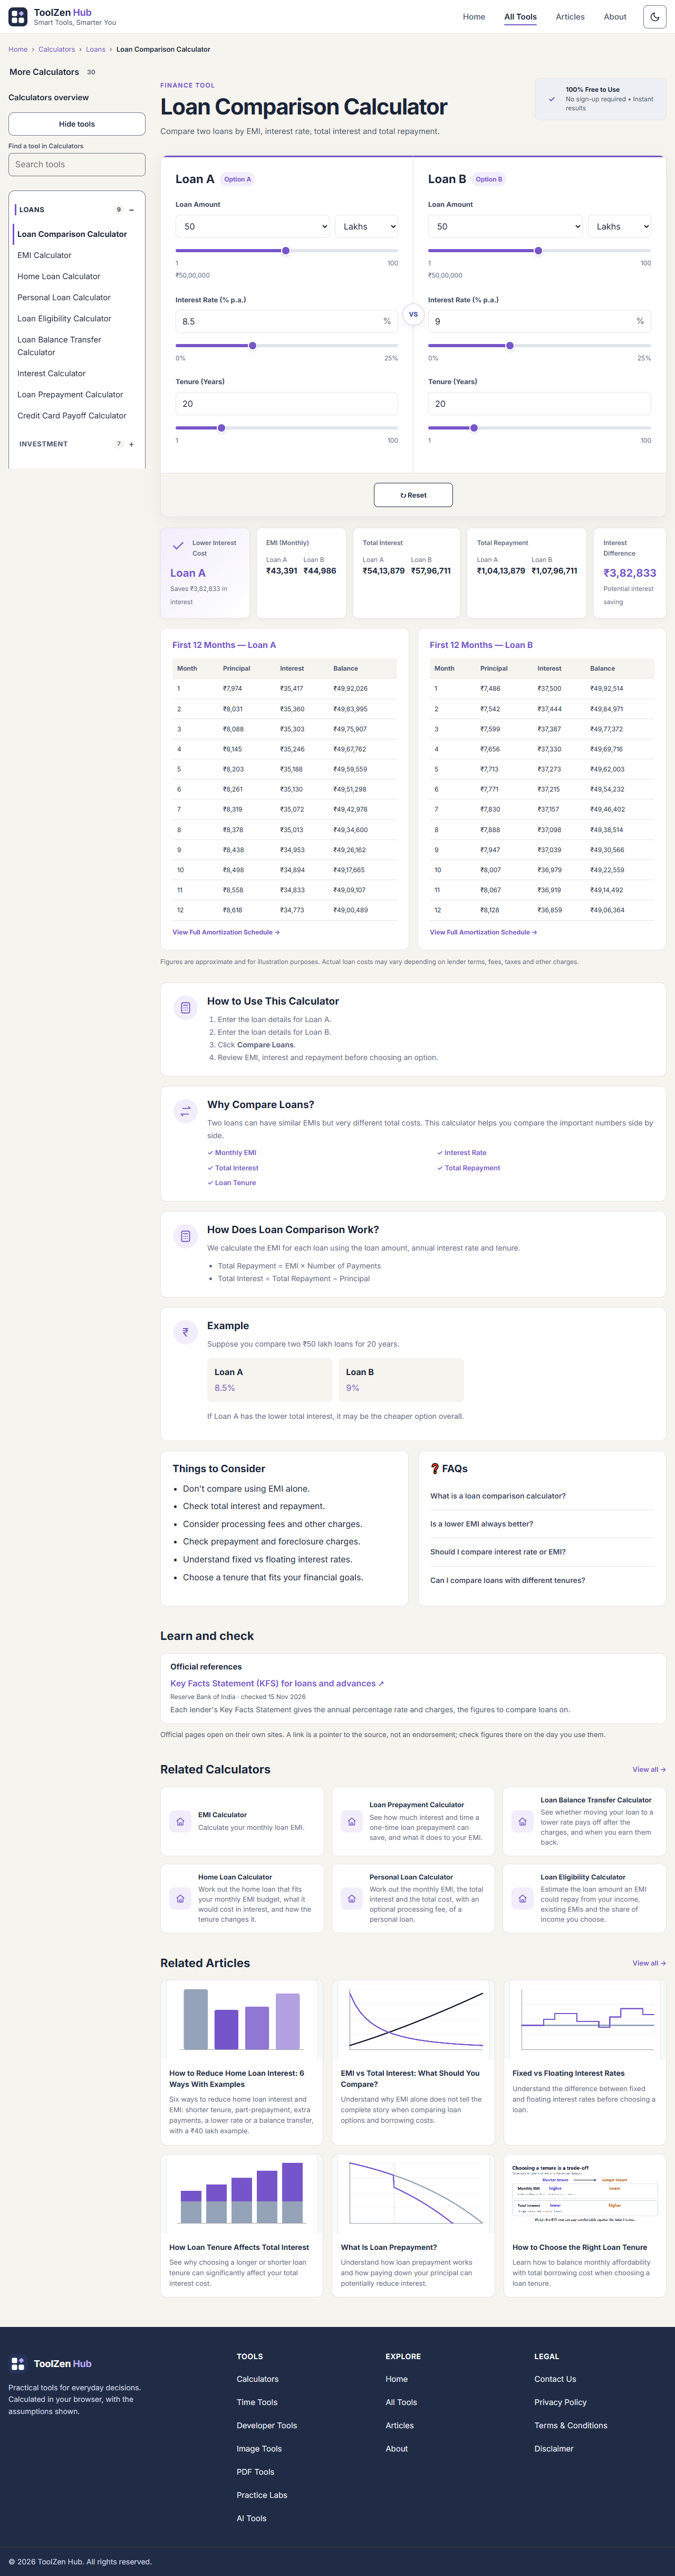 ToolZen Hub
Smart Tools, Smarter You
Home
All Tools
Articles
About
Home › Calculators › Loans › Loan Comparison Calculator
More Calculators 30
Calculators overview
Hide tools
Find a tool in Calculators
Search tools
LOANS 9 −
Loan Comparison Calculator
EMI Calculator
Home Loan Calculator
Personal Loan Calculator
Loan Eligibility Calculator
Loan Balance Transfer
Calculator
Interest Calculator
Loan Prepayment Calculator
Credit Card Payoff Calculator
INVESTMENT 7 +
FINANCE TOOL
Loan Comparison Calculator
Compare two loans by EMI, interest rate, total interest and total repayment.
✓
100% Free to Use
No sign-up required • Instant
results
Loan A Option A
Loan Amount
50
Lakhs
1 100
₹50,00,000
Interest Rate (% p.a.)
8.5 %
0% 25%
Tenure (Years)
20
1 100
VS
Loan B Option B
Loan Amount
50
Lakhs
1 100
₹50,00,000
Interest Rate (% p.a.)
9 %
0% 25%
Tenure (Years)
20
1 100
↻ Reset
Lower Interest
Cost
Loan A
Saves ₹3,82,833 in
interest
EMI (Monthly)
Loan A Loan B
₹43,391 ₹44,986
Total Interest
Loan A Loan B
₹54,13,879 ₹57,96,711
Total Repayment
Loan A Loan B
₹1,04,13,879 ₹1,07,96,711
Interest
Difference
₹3,82,833
Potential interest
saving
First 12 Months — Loan A
Month Principal Interest Balance
1 ₹7,974 ₹35,417 ₹49,92,026
2 ₹8,031 ₹35,360 ₹49,83,995
3 ₹8,088 ₹35,303 ₹49,75,907
4 ₹8,145 ₹35,246 ₹49,67,762
5 ₹8,203 ₹35,188 ₹49,59,559
6 ₹8,261 ₹35,130 ₹49,51,298
7 ₹8,319 ₹35,072 ₹49,42,978
8 ₹8,378 ₹35,013 ₹49,34,600
9 ₹8,438 ₹34,953 ₹49,26,162
10 ₹8,498 ₹34,894 ₹49,17,665
11 ₹8,558 ₹34,833 ₹49,09,107
12 ₹8,618 ₹34,773 ₹49,00,489
View Full Amortization Schedule →
First 12 Months — Loan B
Month Principal Interest Balance
1 ₹7,486 ₹37,500 ₹49,92,514
2 ₹7,542 ₹37,444 ₹49,84,971
3 ₹7,599 ₹37,387 ₹49,77,372
4 ₹7,656 ₹37,330 ₹49,69,716
5 ₹7,713 ₹37,273 ₹49,62,003
6 ₹7,771 ₹37,215 ₹49,54,232
7 ₹7,830 ₹37,157 ₹49,46,402
8 ₹7,888 ₹37,098 ₹49,38,514
9 ₹7,947 ₹37,039 ₹49,30,566
10 ₹8,007 ₹36,979 ₹49,22,559
11 ₹8,067 ₹36,919 ₹49,14,492
12 ₹8,128 ₹36,859 ₹49,06,364
View Full Amortization Schedule →
Figures are approximate and for illustration purposes. Actual loan costs may vary depending on lender terms, fees, taxes and other charges.
How to Use This Calculator
1. Enter the loan details for Loan A.
2. Enter the loan details for Loan B.
3. Click Compare Loans.
4. Review EMI, interest and repayment before choosing an option.
Why Compare Loans?
Two loans can have similar EMIs but very different total costs. This calculator helps you compare the important numbers side by
side.
✓ Monthly EMI ✓ Interest Rate
✓ Total Interest ✓ Total Repayment
✓ Loan Tenure
How Does Loan Comparison Work?
We calculate the EMI for each loan using the loan amount, annual interest rate and tenure.
• Total Repayment = EMI × Number of Payments
• Total Interest = Total Repayment − Principal
₹
Example
Suppose you compare two ₹50 lakh loans for 20 years.
Loan A Loan B
8.5% 9%
If Loan A has the lower total interest, it may be the cheaper option overall.
Things to Consider
• Don't compare using EMI alone.
• Check total interest and repayment.
• Consider processing fees and other charges.
• Check prepayment and foreclosure charges.
• Understand fixed vs floating interest rates.
• Choose a tenure that fits your financial goals.
❓ FAQs
What is a loan comparison calculator?
Is a lower EMI always better?
Should I compare interest rate or EMI?
Can I compare loans with different tenures?
Learn and check
Official references
Key Facts Statement (KFS) for loans and advances ↗
Reserve Bank of India · checked 15 Nov 2026
Each lender's Key Facts Statement gives the annual percentage rate and charges, the figures to compare loans on.
Official pages open on their own sites. A link is a pointer to the source, not an endorsement; check figures there on the day you use them.
Related Calculators
View all →
EMI Calculator
Calculate your monthly loan EMI.
Loan Prepayment Calculator
See how much interest and time a
one-time loan prepayment can
save, and what it does to your EMI.
Loan Balance Transfer Calculator
See whether moving your loan to a
lower rate pays off after the
charges, and when you earn them
back.
Home Loan Calculator
Work out the home loan that fits
your monthly EMI budget, what it
would cost in interest, and how the
tenure changes it.
Personal Loan Calculator
Work out the monthly EMI, the total
interest and the total cost, with an
optional processing fee, of a
personal loan.
Loan Eligibility Calculator
Estimate the loan amount an EMI
could repay from your income,
existing EMIs and the share of
income you choose.
Related Articles
View all →
How to Reduce Home Loan Interest: 6
Ways With Examples
Six ways to reduce home loan interest and
EMI: shorter tenure, part-prepayment, extra
payments, a lower rate or a balance transfer,
with a ₹40 lakh example.
EMI vs Total Interest: What Should You
Compare?
Understand why EMI alone does not tell the
complete story when comparing loan
options and borrowing costs.
Fixed vs Floating Interest Rates
Understand the difference between fixed
and floating interest rates before choosing a
loan.
How Loan Tenure Affects Total Interest
See why choosing a longer or shorter loan
tenure can significantly affect your total
interest cost.
What Is Loan Prepayment?
Understand how loan prepayment works
and how paying down your principal can
potentially reduce interest.
Choosing a tenure is a trade-off
Shorter tenure Longer tenure
Monthly EMI higher lower
Total interest lower higher
How to Choose the Right Loan Tenure
Learn how to balance monthly affordability
with total borrowing cost when choosing a
loan tenure.
ToolZen Hub
Practical tools for everyday decisions.
Calculated in your browser, with the
assumptions shown.
TOOLS
Calculators
Time Tools
Developer Tools
Image Tools
PDF Tools
Practice Labs
AI Tools
EXPLORE
Home
All Tools
Articles
About
LEGAL
Contact Us
Privacy Policy
Terms & Conditions
Disclaimer
© 2026 ToolZen Hub. All rights reserved.